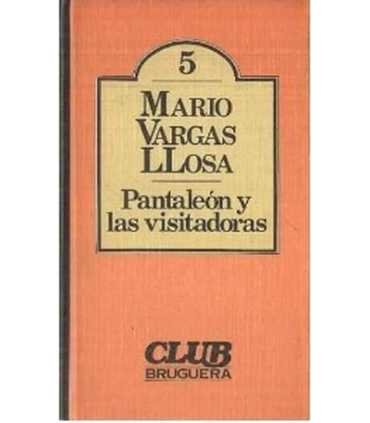 5
MARIO
VARGAS
LLOSA
Pantaleón y
las visitadoras
CLUB
BRUGUERA